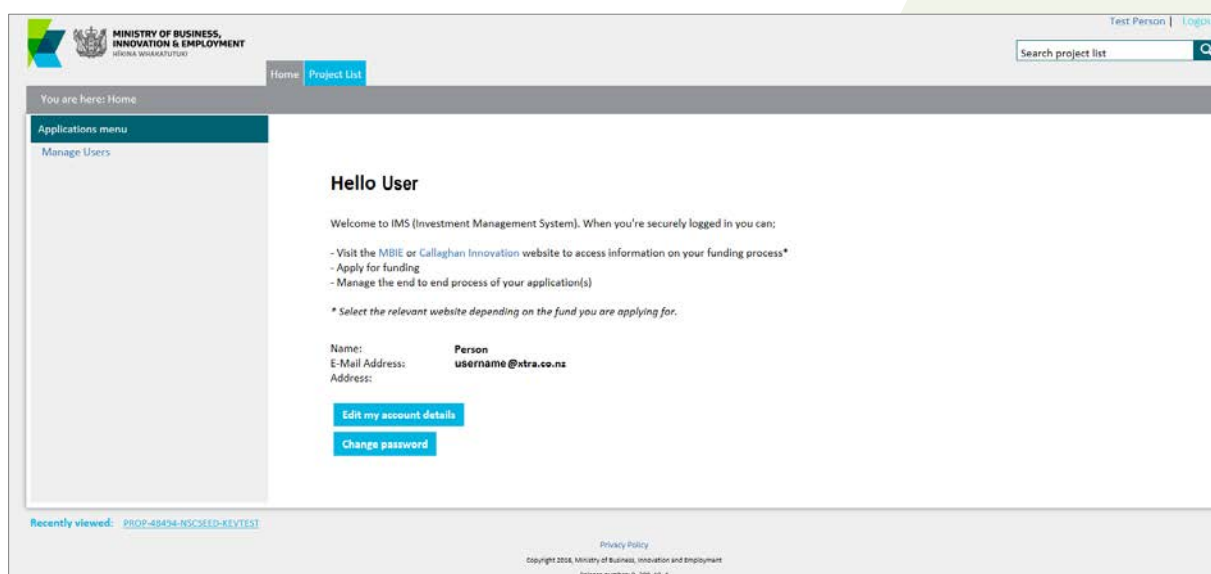 Test Person | Logou
MINISTRY OF BUSINESS,
INNOVATION & EMPLOYMENT
HĪKINA WHAKATUTUKI
Search project list
Home Project List
You are here: Home
Applications menu
Manage Users
Hello User
Welcome to IMS (Investment Management System). When you're securely logged in you can;
- Visit the MBIE or Callaghan Innovation website to access information on your funding process*
- Apply for funding
- Manage the end to end process of your application(s)
* Select the relevant website depending on the fund you are applying for.
Name: Person
E-Mail Address: username@xtra.co.nz
Address:
Edit my account details
Change password
Recently viewed: PROP-48494-NSCSEED-KEVTEST
Privacy Policy
Copyright 2016, Ministry of Business, Innovation and Employment